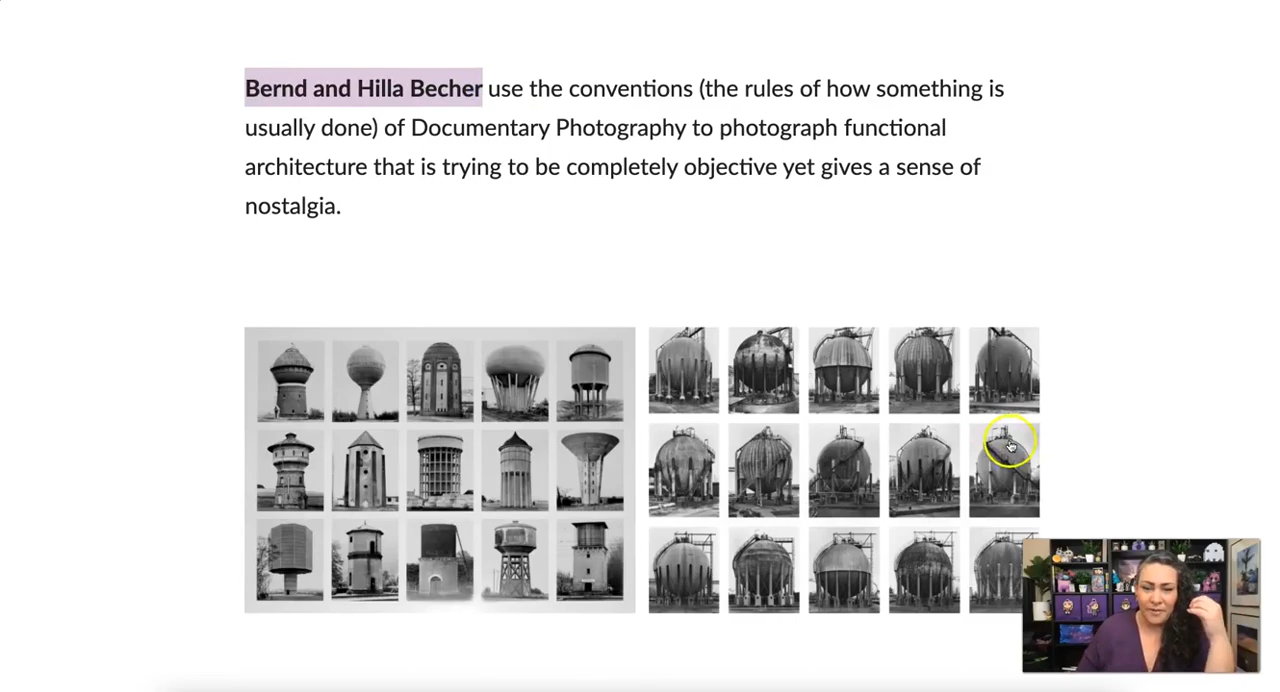 Bernd and Hilla Becher use the conventions (the rules of how something is
usually done) of Documentary Photography to photograph functional
architecture that is trying to be completely objective yet gives a sense of
nostalgia.